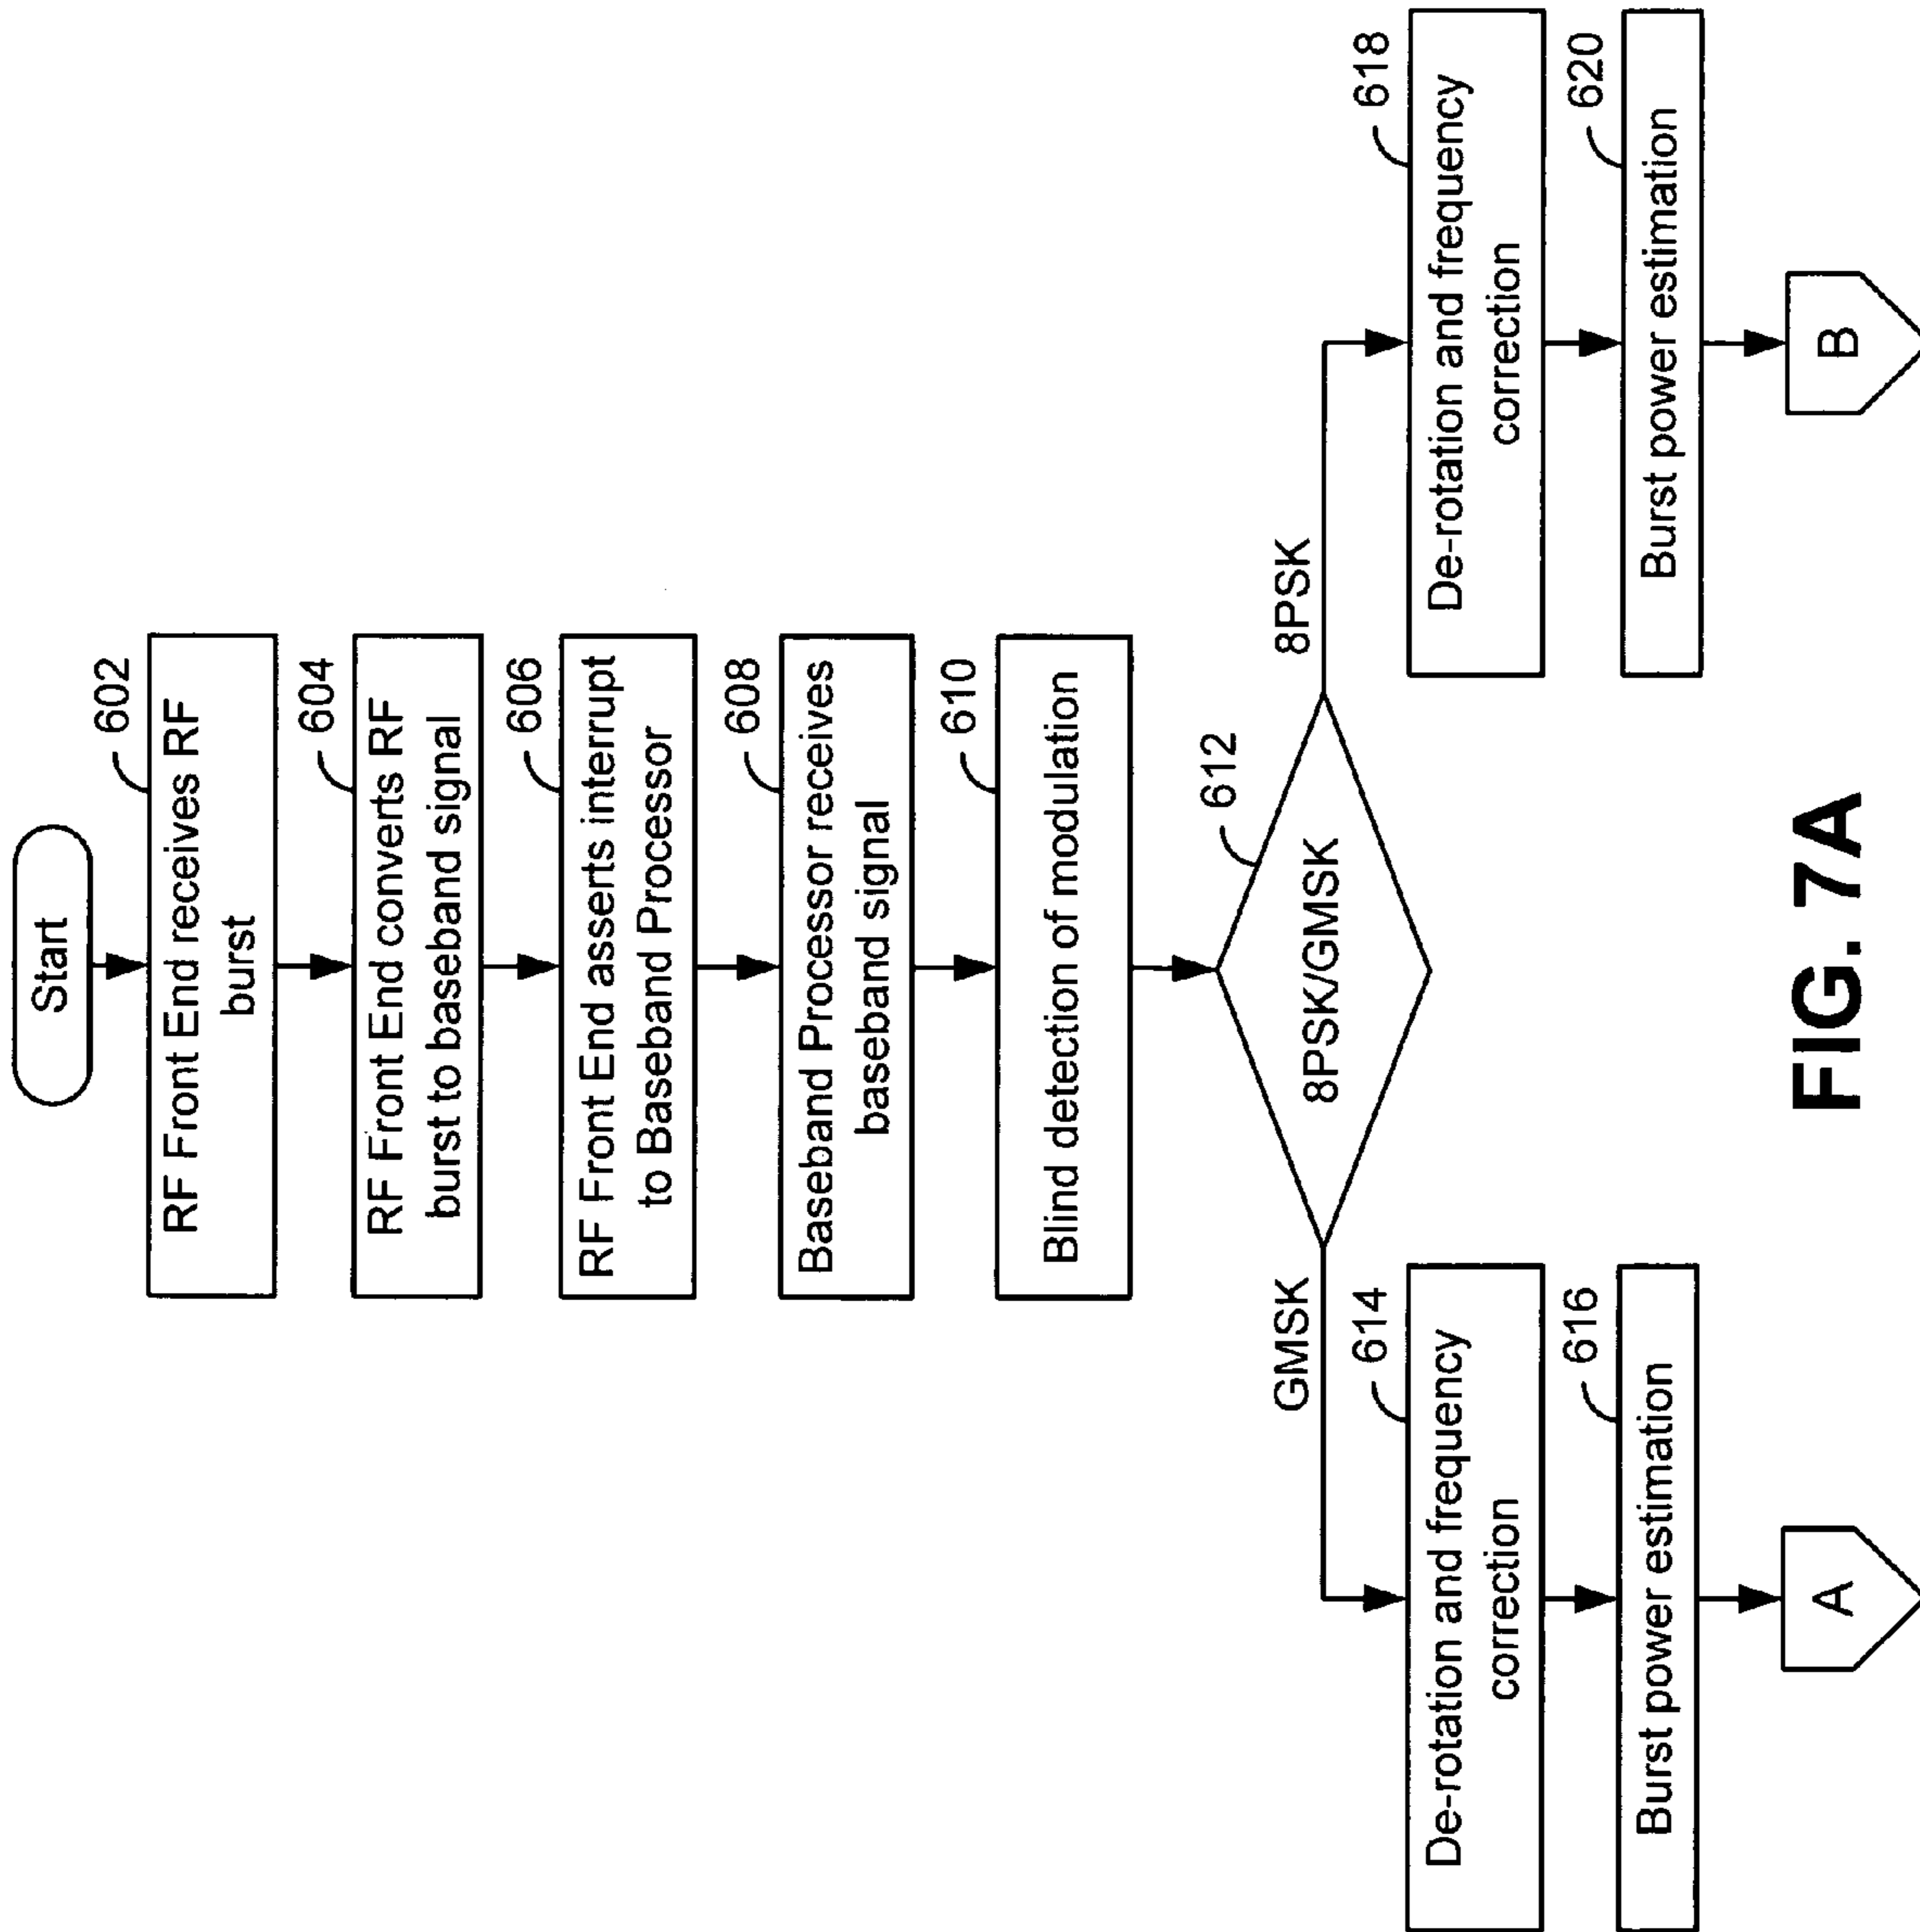 Start
602
RF Front End receives RF
burst
604
RF Front End converts RF
burst to baseband signal
606
RF Front End asserts interrupt
to Baseband Processor
608
Baseband Processor receives
baseband signal
610
Blind detection of modulation
612
8PSK/GMSK
GMSK
614
De-rotation and frequency
correction
616
Burst power estimation
A
8PSK
618
De-rotation and frequency
correction
620
Burst power estimation
B
FIG. 7A